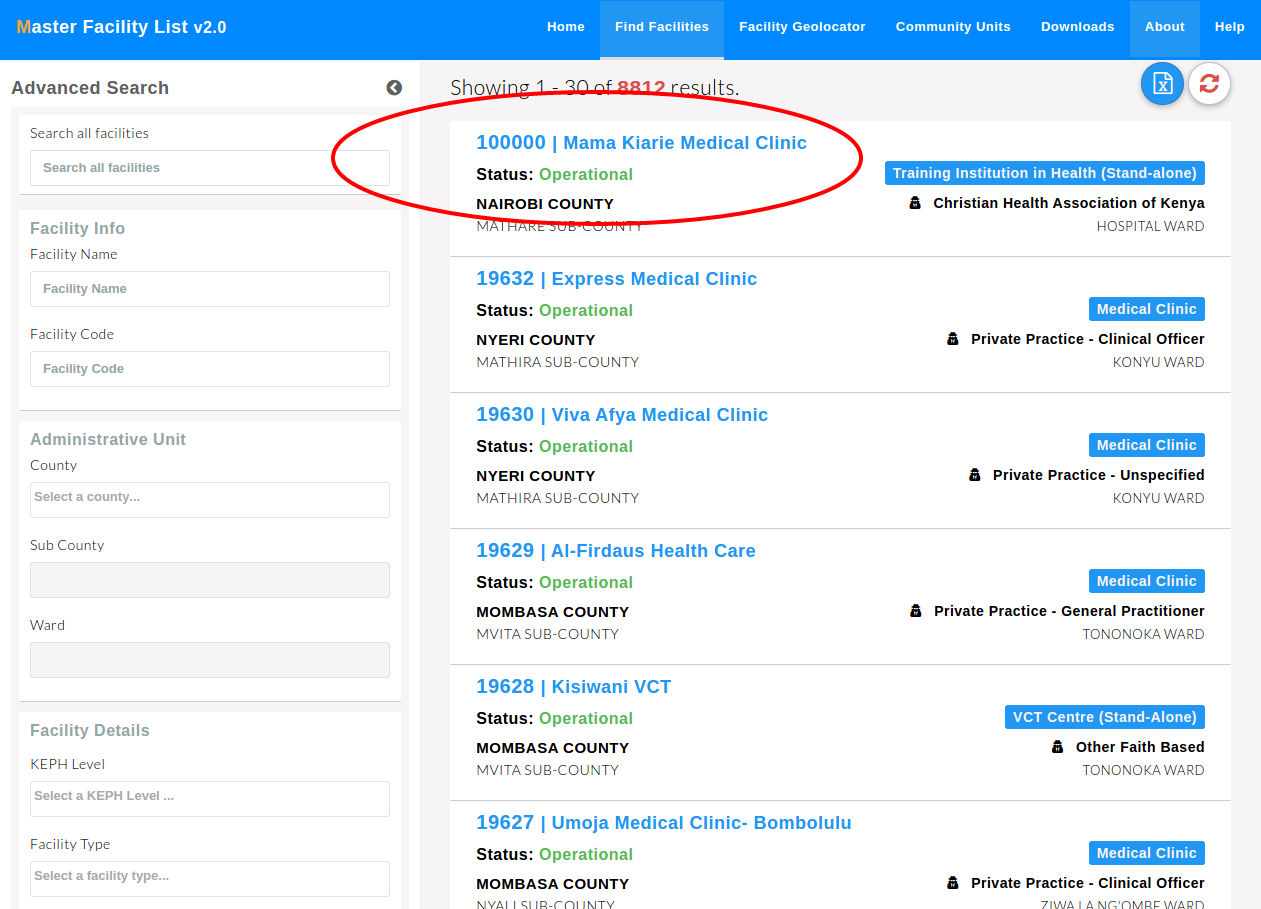 Master Facility List v2.0
Home
Find Facilities
Facility Geolocator
Community Units
Downloads
About
Help
Advanced Search
Search all facilities
Search all facilities
Facility Info
Facility Name
Facility Name
Facility Code
Facility Code
Administrative Unit
County
Select a county...
Sub County
Ward
Facility Details
KEPH Level
Select a KEPH Level ...
Facility Type
Select a facility type...
Showing 1 - 30 of 8812 results.
100000 | Mama Kiarie Medical Clinic
Status: Operational
Training Institution in Health (Stand-alone)
NAIROBI COUNTY
Christian Health Association of Kenya
MATHARE SUB-COUNTY
HOSPITAL WARD
19632 | Express Medical Clinic
Status: Operational
Medical Clinic
NYERI COUNTY
Private Practice - Clinical Officer
MATHIRA SUB-COUNTY
KONYU WARD
19630 | Viva Afya Medical Clinic
Status: Operational
Medical Clinic
NYERI COUNTY
Private Practice - Unspecified
MATHIRA SUB-COUNTY
KONYU WARD
19629 | Al-Firdaus Health Care
Status: Operational
Medical Clinic
MOMBASA COUNTY
Private Practice - General Practitioner
MVITA SUB-COUNTY
TONONOKA WARD
19628 | Kisiwani VCT
Status: Operational
VCT Centre (Stand-Alone)
MOMBASA COUNTY
Other Faith Based
MVITA SUB-COUNTY
TONONOKA WARD
19627 | Umoja Medical Clinic- Bombolulu
Status: Operational
Medical Clinic
MOMBASA COUNTY
Private Practice - Clinical Officer
NYALI SUB-COUNTY
ZIWA LA NG'OMBE WARD